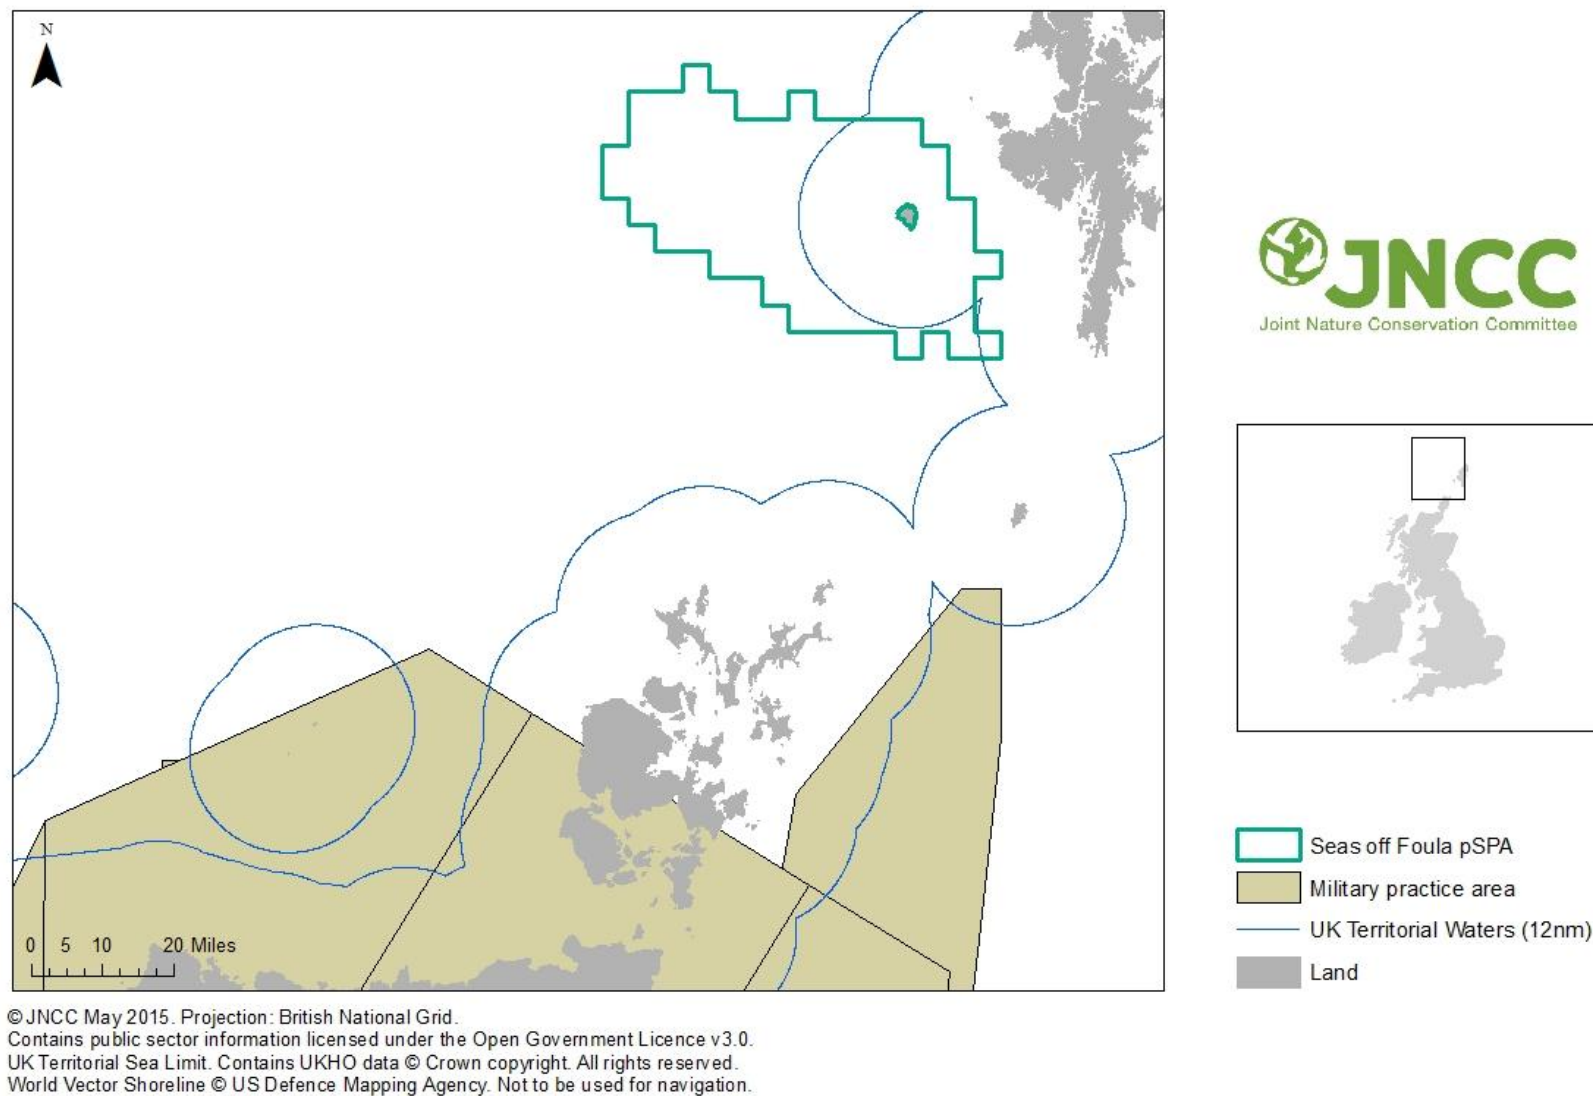 N
JNCC
Joint Nature Conservation Committee
Seas off Foula pSPA
Military practice area
UK Territorial Waters (12nm)
Land
0 5 10 20 Miles
© JNCC May 2015. Projection: British National Grid.
Contains public sector information licensed under the Open Government Licence v3.0.
UK Territorial Sea Limit. Contains UKHO data © Crown copyright. All rights reserved.
World Vector Shoreline © US Defence Mapping Agency. Not to be used for navigation.